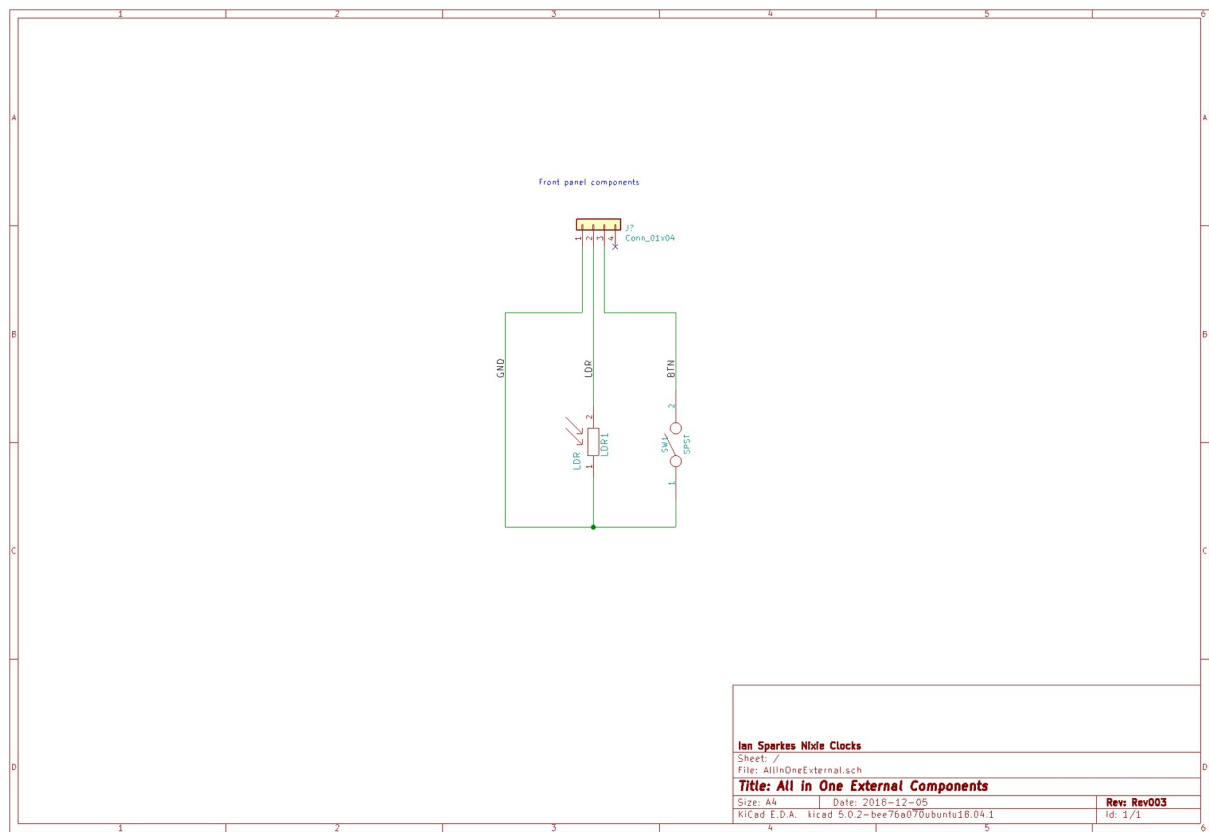 1 2 3 4 5 6
A A
Front panel components
J?
Conn_01x04
1 2 3 4
B B
GND LDR BTN
2 2
LDR LDR1 SW1 SPST
1 1
C C
Ian Sparkes Nixie Clocks
Sheet: /
File: AllInOneExternal.sch
D D
Title: All in One External Components
Size: A4 Date: 2018-12-05 Rev: Rev003
KiCad E.D.A. kicad 5.0.2-bee76a070ubuntu18.04.1 Id: 1/1
1 2 3 4 5 6